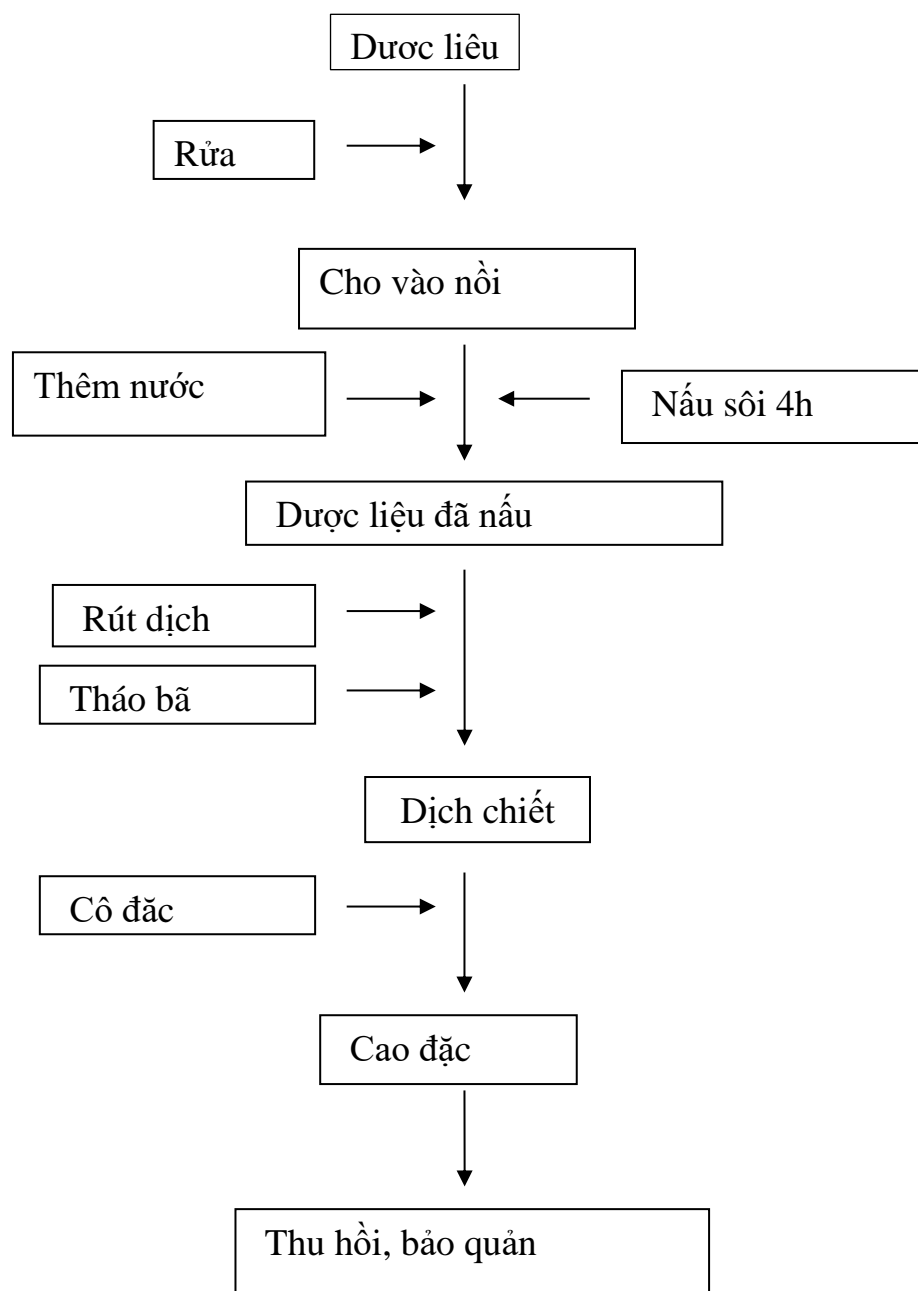 Dươc liêu
Rửa
Cho vào nồi
Thêm nước
Nấu sôi 4h
Dược liệu đã nấu
Rút dịch
Tháo bã
Dịch chiết
Cô đăc
Cao đặc
Thu hồi, bảo quản